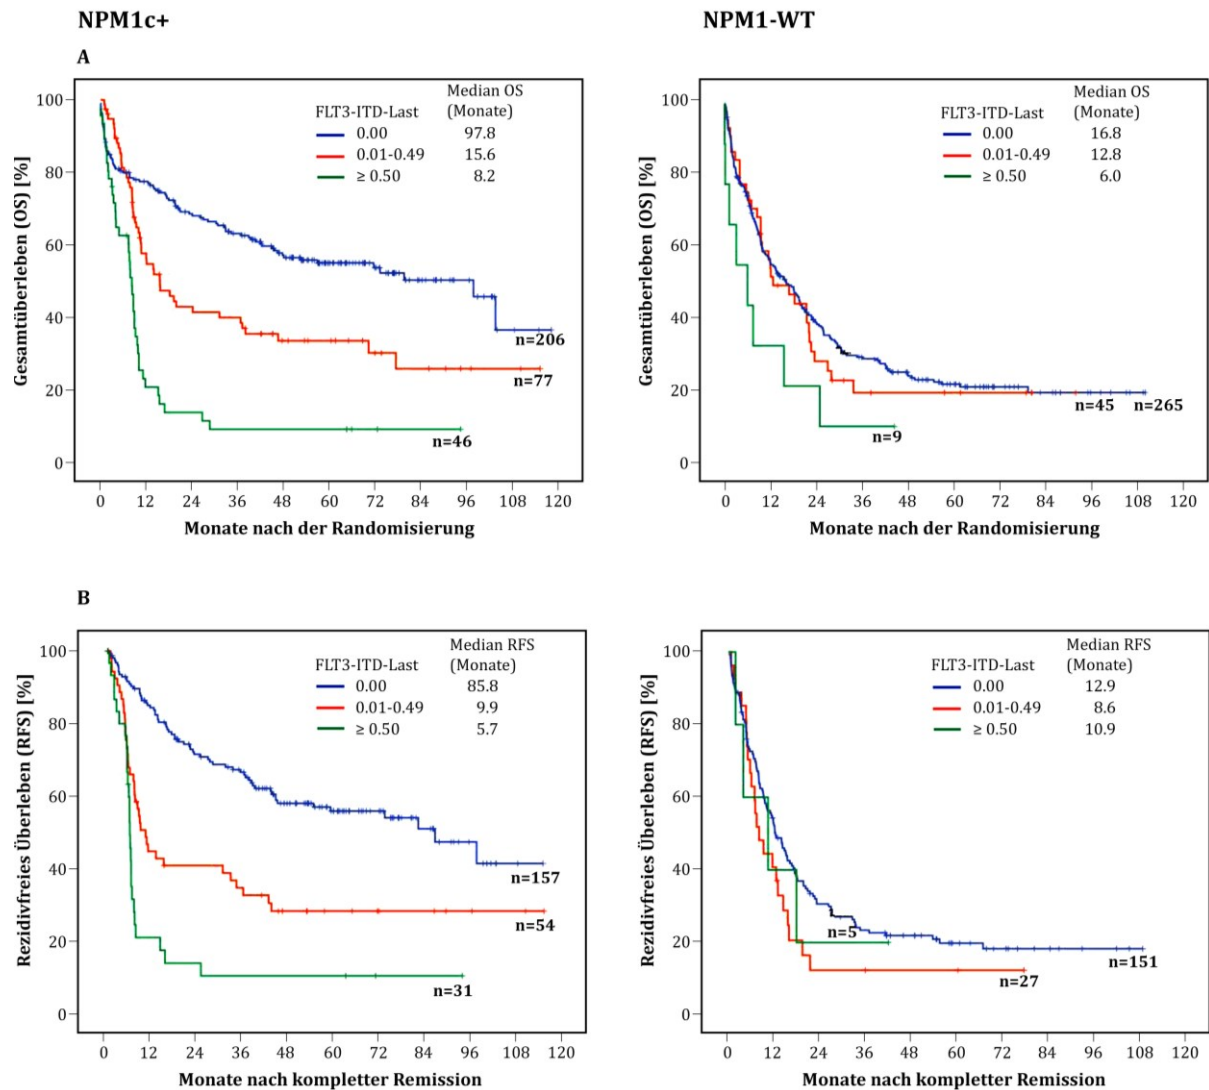 NPM1c+
NPM1-WT
A
Gesamtüberleben (OS) [%]
100
80
60
40
20
0
FLT3-ITD-Last
Median OS
(Monate)
0.00 97.8
0.01-0.49 15.6
≥ 0.50 8.2
n=206
n=77
n=46
0 12 24 36 48 60 72 84 96 108 120
Monate nach der Randomisierung
Gesamtüberleben (OS) [%]
100
80
60
40
20
0
FLT3-ITD-Last
Median OS
(Monate)
0.00 16.8
0.01-0.49 12.8
≥ 0.50 6.0
n=45 n=265
n=9
0 12 24 36 48 60 72 84 96 108 120
Monate nach der Randomisierung
B
Rezidivfreies Überleben (RFS) [%]
100
80
60
40
20
0
FLT3-ITD-Last
Median RFS
(Monate)
0.00 85.8
0.01-0.49 9.9
≥ 0.50 5.7
n=157
n=54
n=31
0 12 24 36 48 60 72 84 96 108 120
Monate nach kompletter Remission
Rezidivfreies Überleben (RFS) [%]
100
80
60
40
20
0
FLT3-ITD-Last
Median RFS
(Monate)
0.00 12.9
0.01-0.49 8.6
≥ 0.50 10.9
n=5
n=151
n=27
0 12 24 36 48 60 72 84 96 108 120
Monate nach kompletter Remission